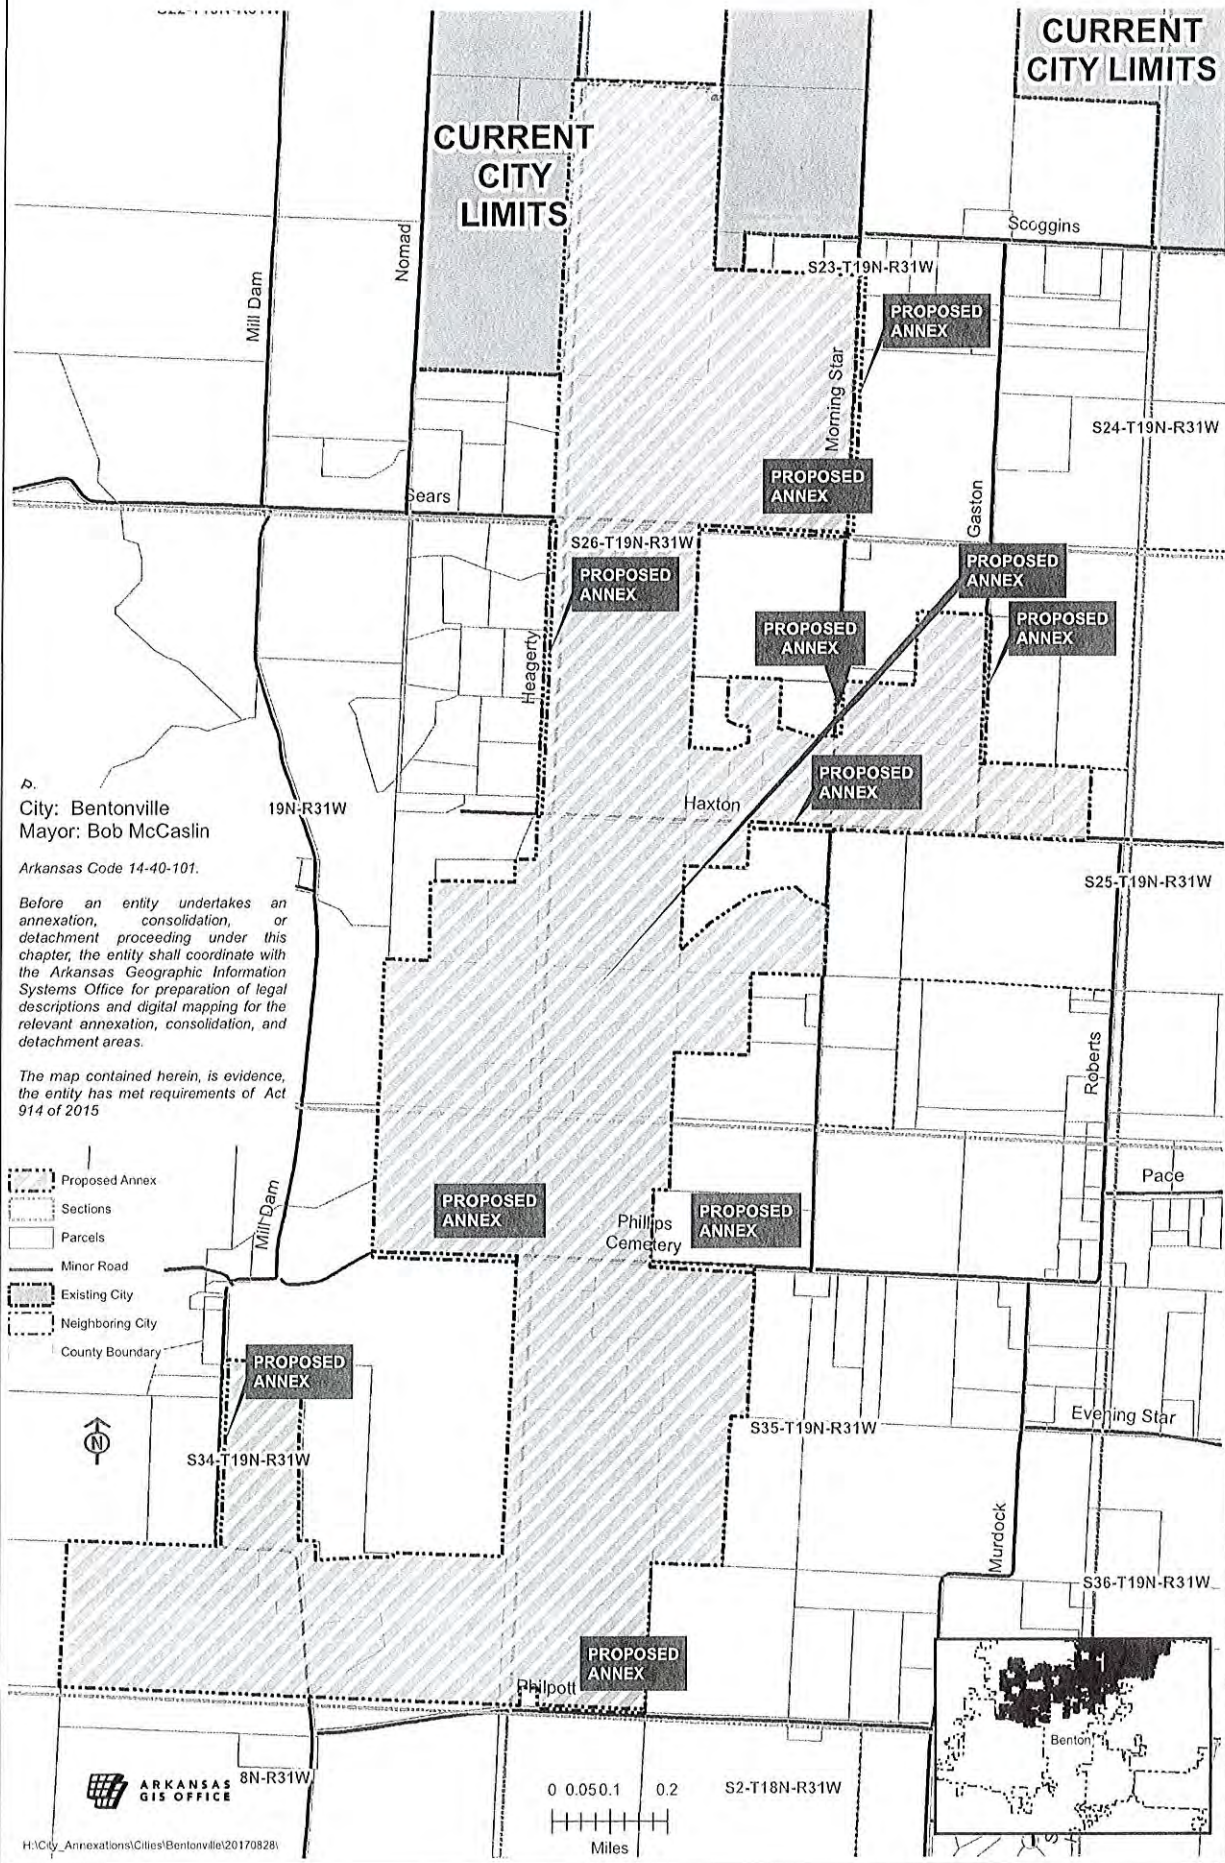 CURRENT
CITY LIMITS
CURRENT
CITY
LIMITS
Scoggins
Nomad
Mill Dam
S23-T19N-R31W
PROPOSED
ANNEX
Morning Star
S24-T19N-R31W
PROPOSED
ANNEX
Sears
Gaston
S26-T19N-R31W
PROPOSED
ANNEX
PROPOSED
ANNEX
PROPOSED
ANNEX
PROPOSED
ANNEX
Heagerty
PROPOSED
ANNEX
Haxton
City: Bentonville
Mayor: Bob McCaslin
19N-R31W
Arkansas Code 14-40-101.
Before an entity undertakes an
annexation, consolidation, or
detachment proceeding under this
chapter, the entity shall coordinate with
the Arkansas Geographic Information
Systems Office for preparation of legal
descriptions and digital mapping for the
relevant annexation, consolidation, and
detachment areas.
The map contained herein, is evidence,
the entity has met requirements of Act
914 of 2015
S25-T19N-R31W
Roberts
Pace
Proposed Annex
Sections
Parcels
Minor Road
Existing City
Neighboring City
County Boundary
Mill Dam
PROPOSED
ANNEX
Phillips
Cemetery
PROPOSED
ANNEX
PROPOSED
ANNEX
N
S34-T19N-R31W
S35-T19N-R31W
Evening Star
Murdock
S36-T19N-R31W
PROPOSED
ANNEX
Philpott
Benton
ARKANSAS
GIS OFFICE
8N-R31W
0 0.050.1 0.2
Miles
S2-T18N-R31W
H:\City_Annexations\Cities\Bentonville\20170828\